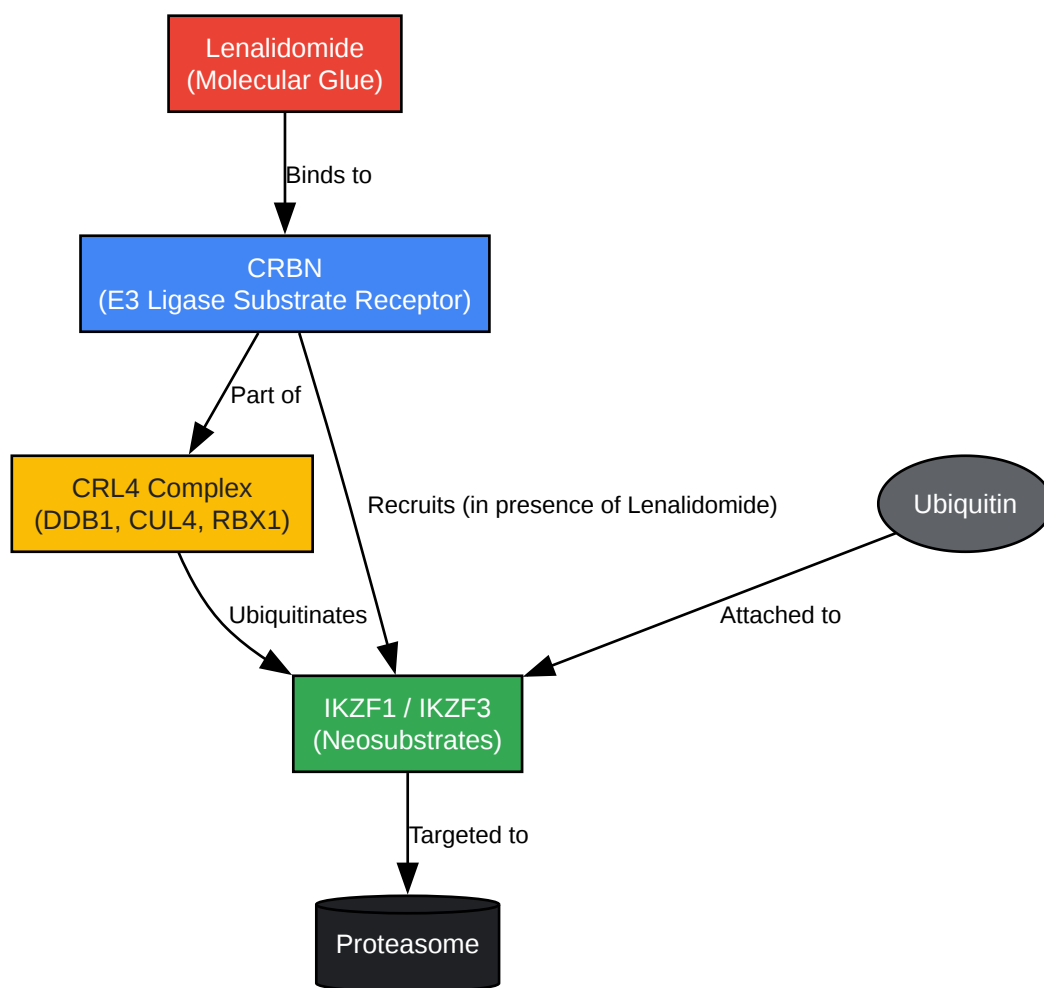 Lenalidomide
(Molecular Glue)
Binds to
CRBN
(E3 Ligase Substrate Receptor)
Part of
CRL4 Complex
(DDB1, CUL4, RBX1)
Recruits (in presence of Lenalidomide)
Ubiquitin
Ubiquitinates
Attached to
IKZF1 / IKZF3
(Neosubstrates)
Targeted to
Proteasome